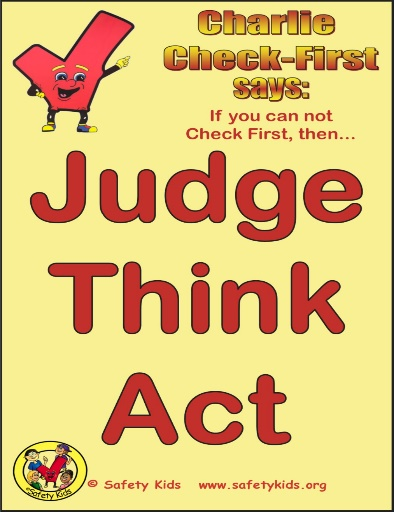 Charlie
Check-First
says:
If you can not
Check First, then...
Judge
Think
Act
Safety Kids
© Safety Kids www.safetykids.org